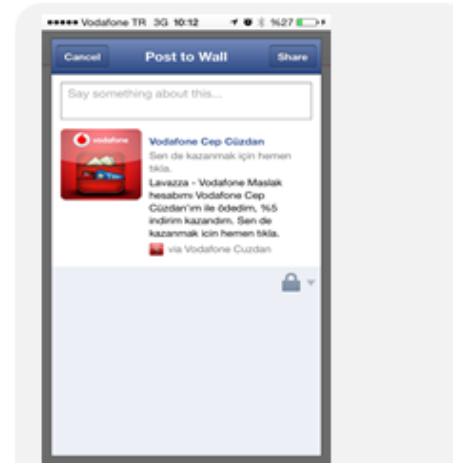 Vodafone TR 3G 10:12 %27
Cancel Post to Wall Share
Say something about this...
vodafone
Vodafone Cep Cüzdan
Sen de kazanmak için hemen
tıkla.
Lavazza - Vodafone Maslak
hesabımı Vodafone Cep
Cüzdan'ım ile ödedim, %5
indirim kazandım. Sen de
kazanmak icin hemen tıkla.
via Vodafone Cuzdan